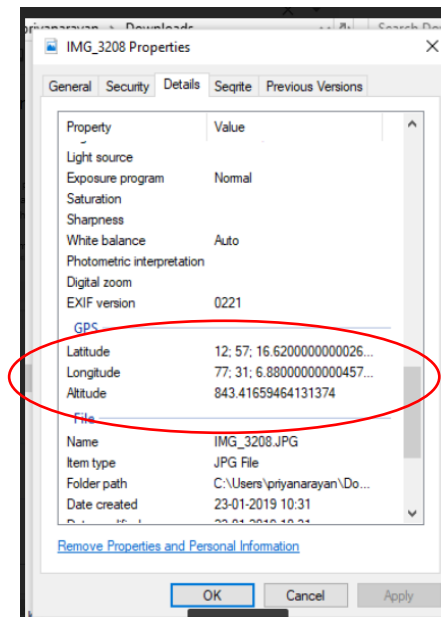 Downloads
Search Do
IMG_3208 Properties
General Security Details Seqrite Previous Versions
Property Value
Light source
Exposure program Normal
Saturation
Sharpness
White balance Auto
Photometric interpretation
Digital zoom
EXIF version 0221
GPS
Latitude 12; 57; 16.6200000000026...
Longitude 77; 31; 6.88000000000457...
Altitude 843.41659464131374
File
Name IMG_3208.JPG
Item type JPG File
Folder path C:\Users\priyanarayan\Do...
Date created 23-01-2019 10:31
Remove Properties and Personal Information
OK Cancel Apply